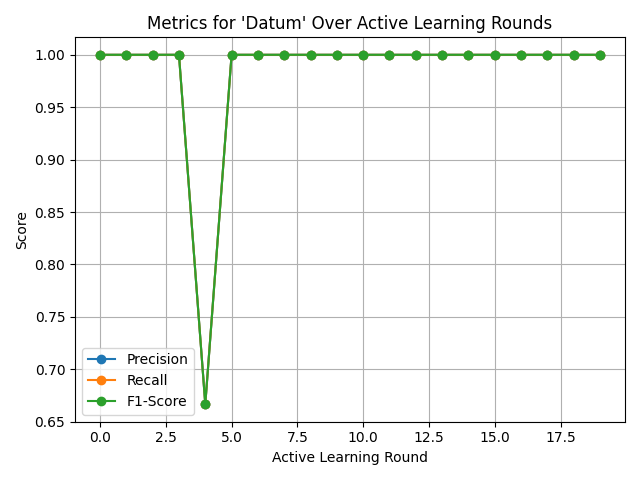 Metrics for 'Datum' Over Active Learning Rounds
1.00
0.95
0.90
0.85
0.80
0.75
0.70
0.65
Score
Precision
Recall
F1-Score
0.0 2.5 5.0 7.5 10.0 12.5 15.0 17.5
Active Learning Round